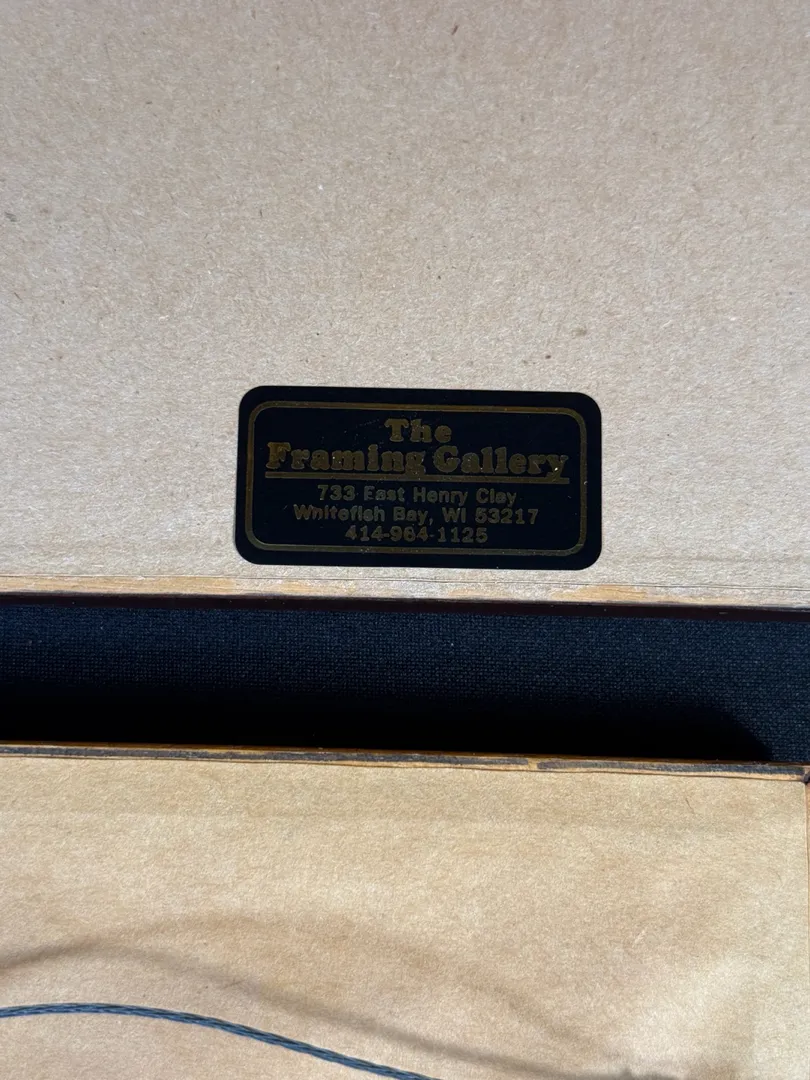 The
Framing Gallery
733 East Henry Clay
Whitefish Bay, WI 53217
414-964-1125